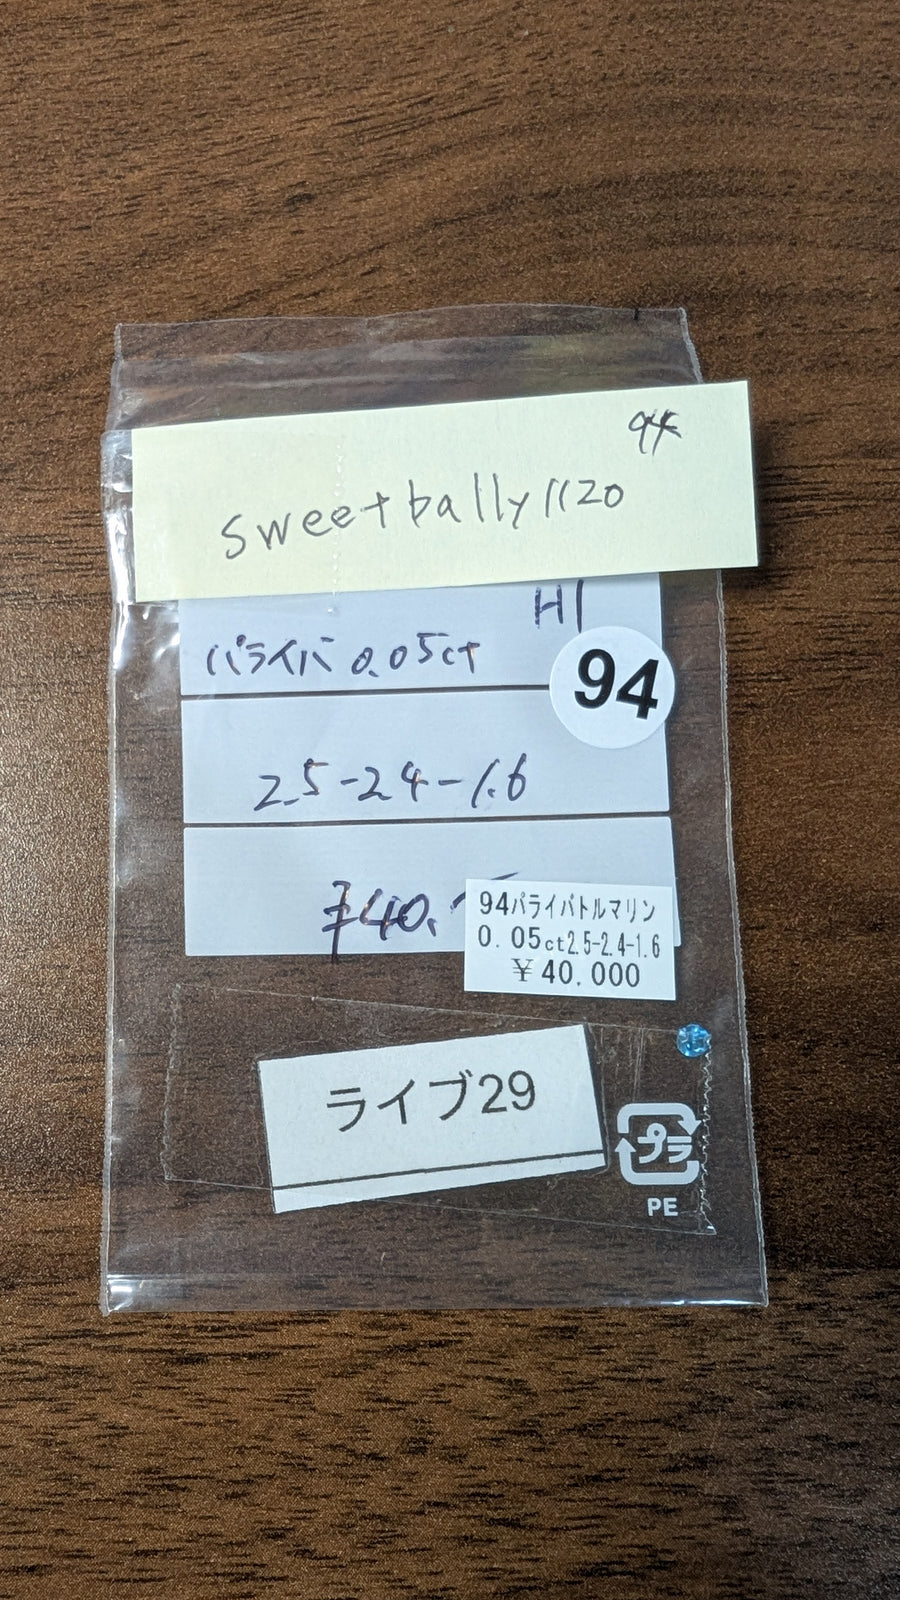 94
sweetbally1120
H1
パライバ 0.05ct
94
2.5-2.4-1.6
¥40.
94パライバトルマリン
0.05ct2.5-2.4-1.6
¥40.000
ライブ29
プラ
PE